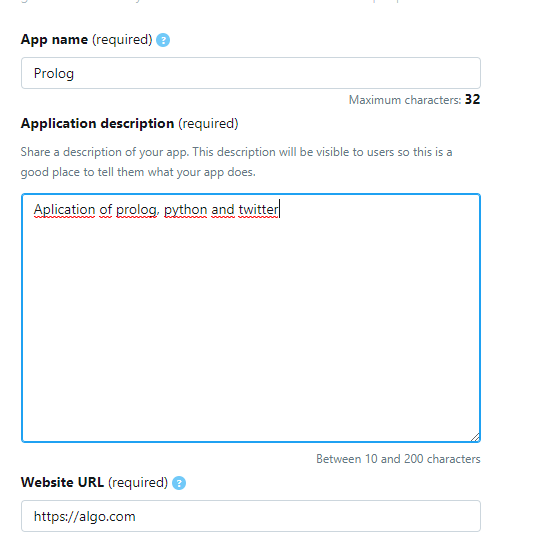 App name (required) ?
Prolog
Maximum characters: 32
Application description (required)
Share a description of your app. This description will be visible to users so this is a
good place to tell them what your app does.
Aplication of prolog, python and twitter
Between 10 and 200 characters
Website URL (required) ?
https://algo.com